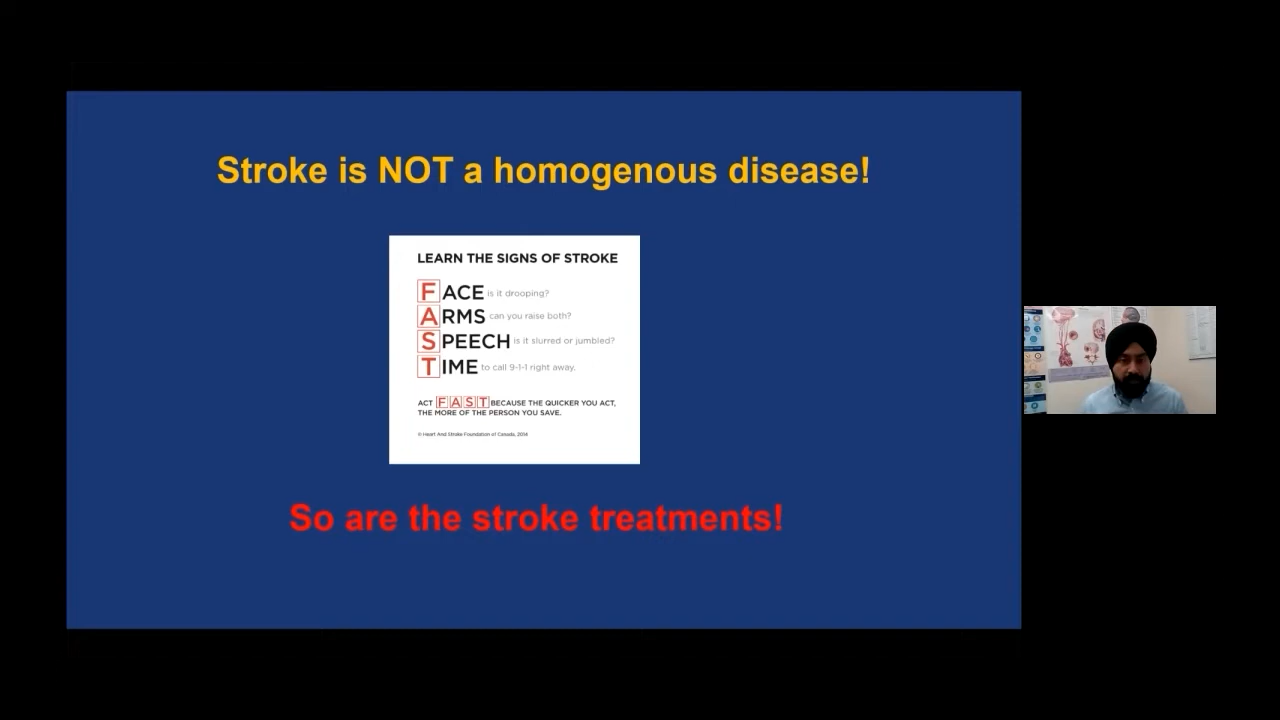 Stroke is NOT a homogenous disease!
LEARN THE SIGNS OF STROKE
FACE is it drooping?
ARMS can you raise both?
SPEECH is it slurred or jumbled?
TIME to call 9-1-1 right away.
ACT FAST BECAUSE THE QUICKER YOU ACT,
THE MORE OF THE PERSON YOU SAVE.
© Heart And Stroke Foundation of Canada, 2014
So are the stroke treatments!